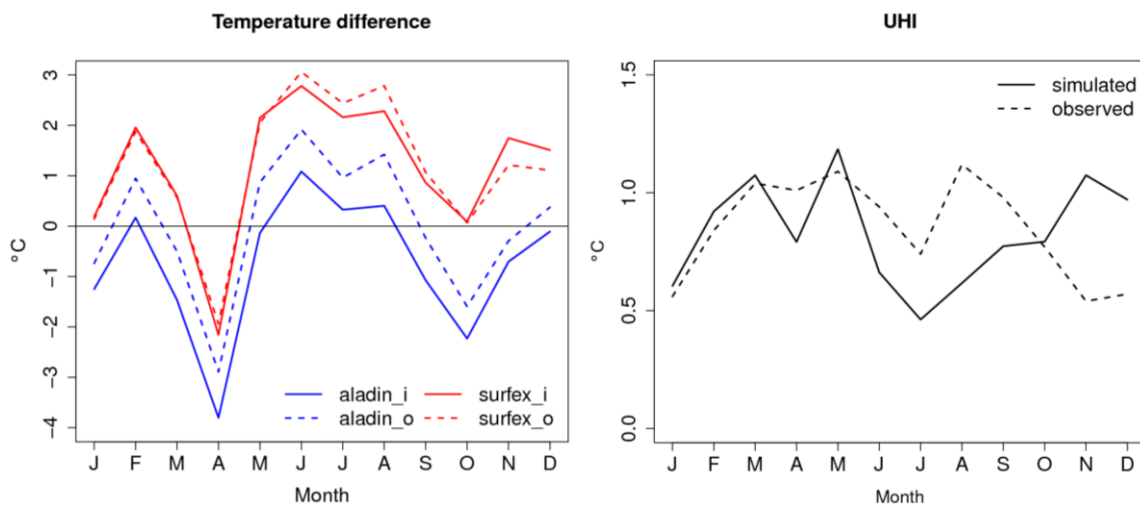 Temperature difference
°C
3
2
1
0
−1
−2
−3
−4
aladin_i
surfex_i
aladin_o
surfex_o
J F M A M J J A S O N D
Month
UHI
°C
1.5
1.0
0.5
0.0
simulated
observed
J F M A M J J A S O N D
Month